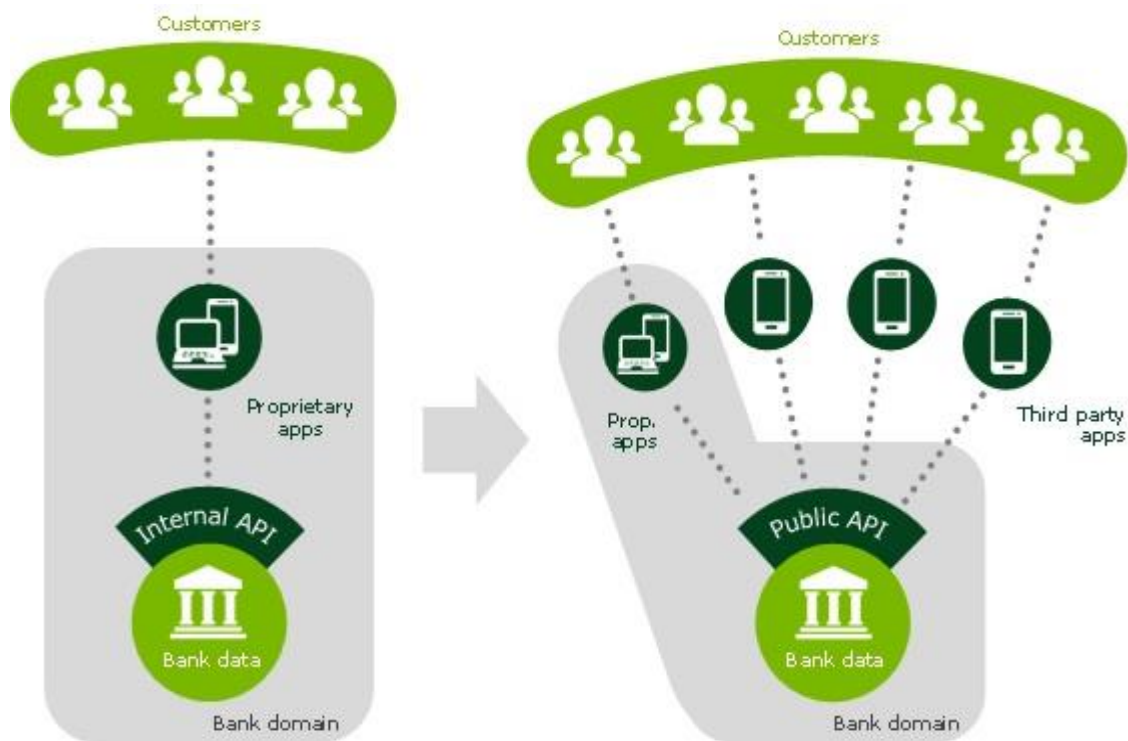 Customers
Proprietary
apps
Internal API
Bank data
Bank domain
Customers
Prop.
apps
Third party
apps
Public API
Bank data
Bank domain